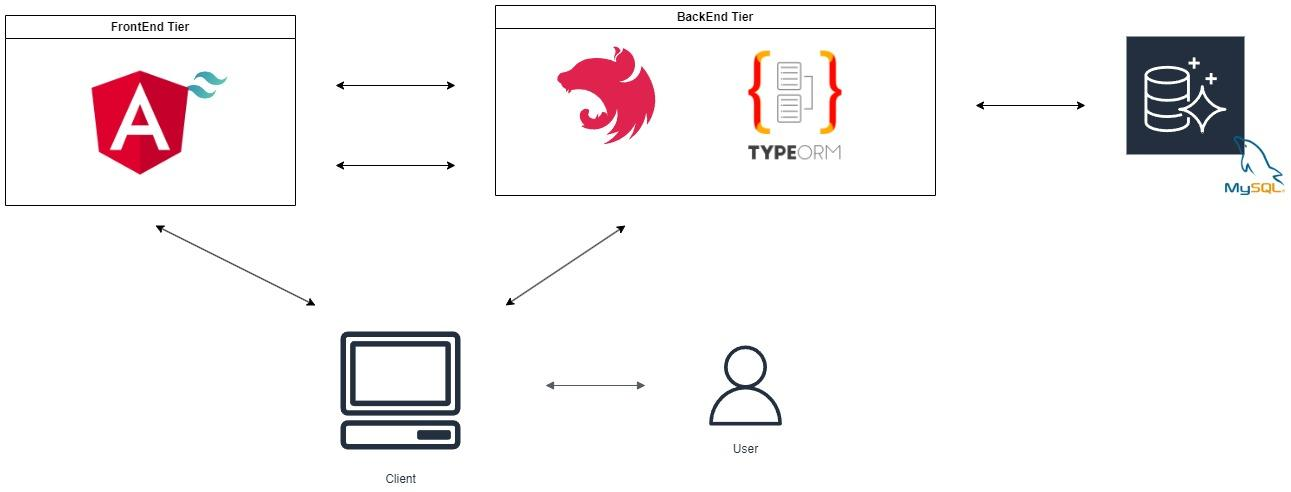 FrontEnd Tier
BackEnd Tier
A
TYPEORM
MySQL
Client
User